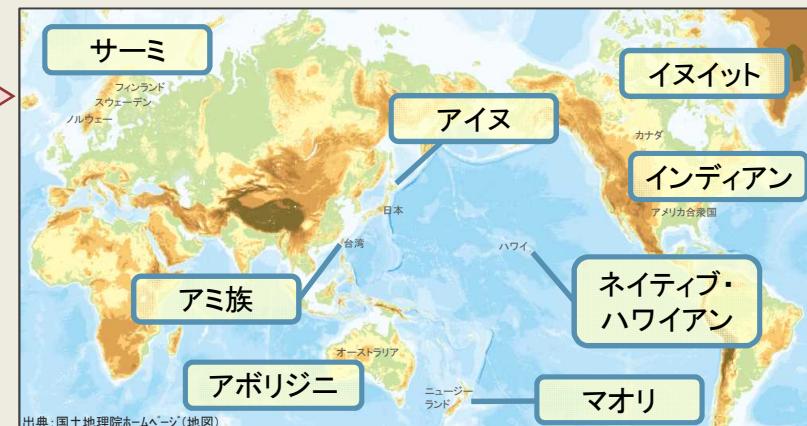 サーミ
フィンランド
スウェーデン
ノルウェー
イヌイット
アイヌ
カナダ
インディアン
アメリカ合衆国
日本
台湾
ハワイ
アミ族
ネイティブ・
ハワイアン
オーストラリア
アボリジニ
ニュージー
ランド
マオリ
出典:国土地理院ホームページ(地図)